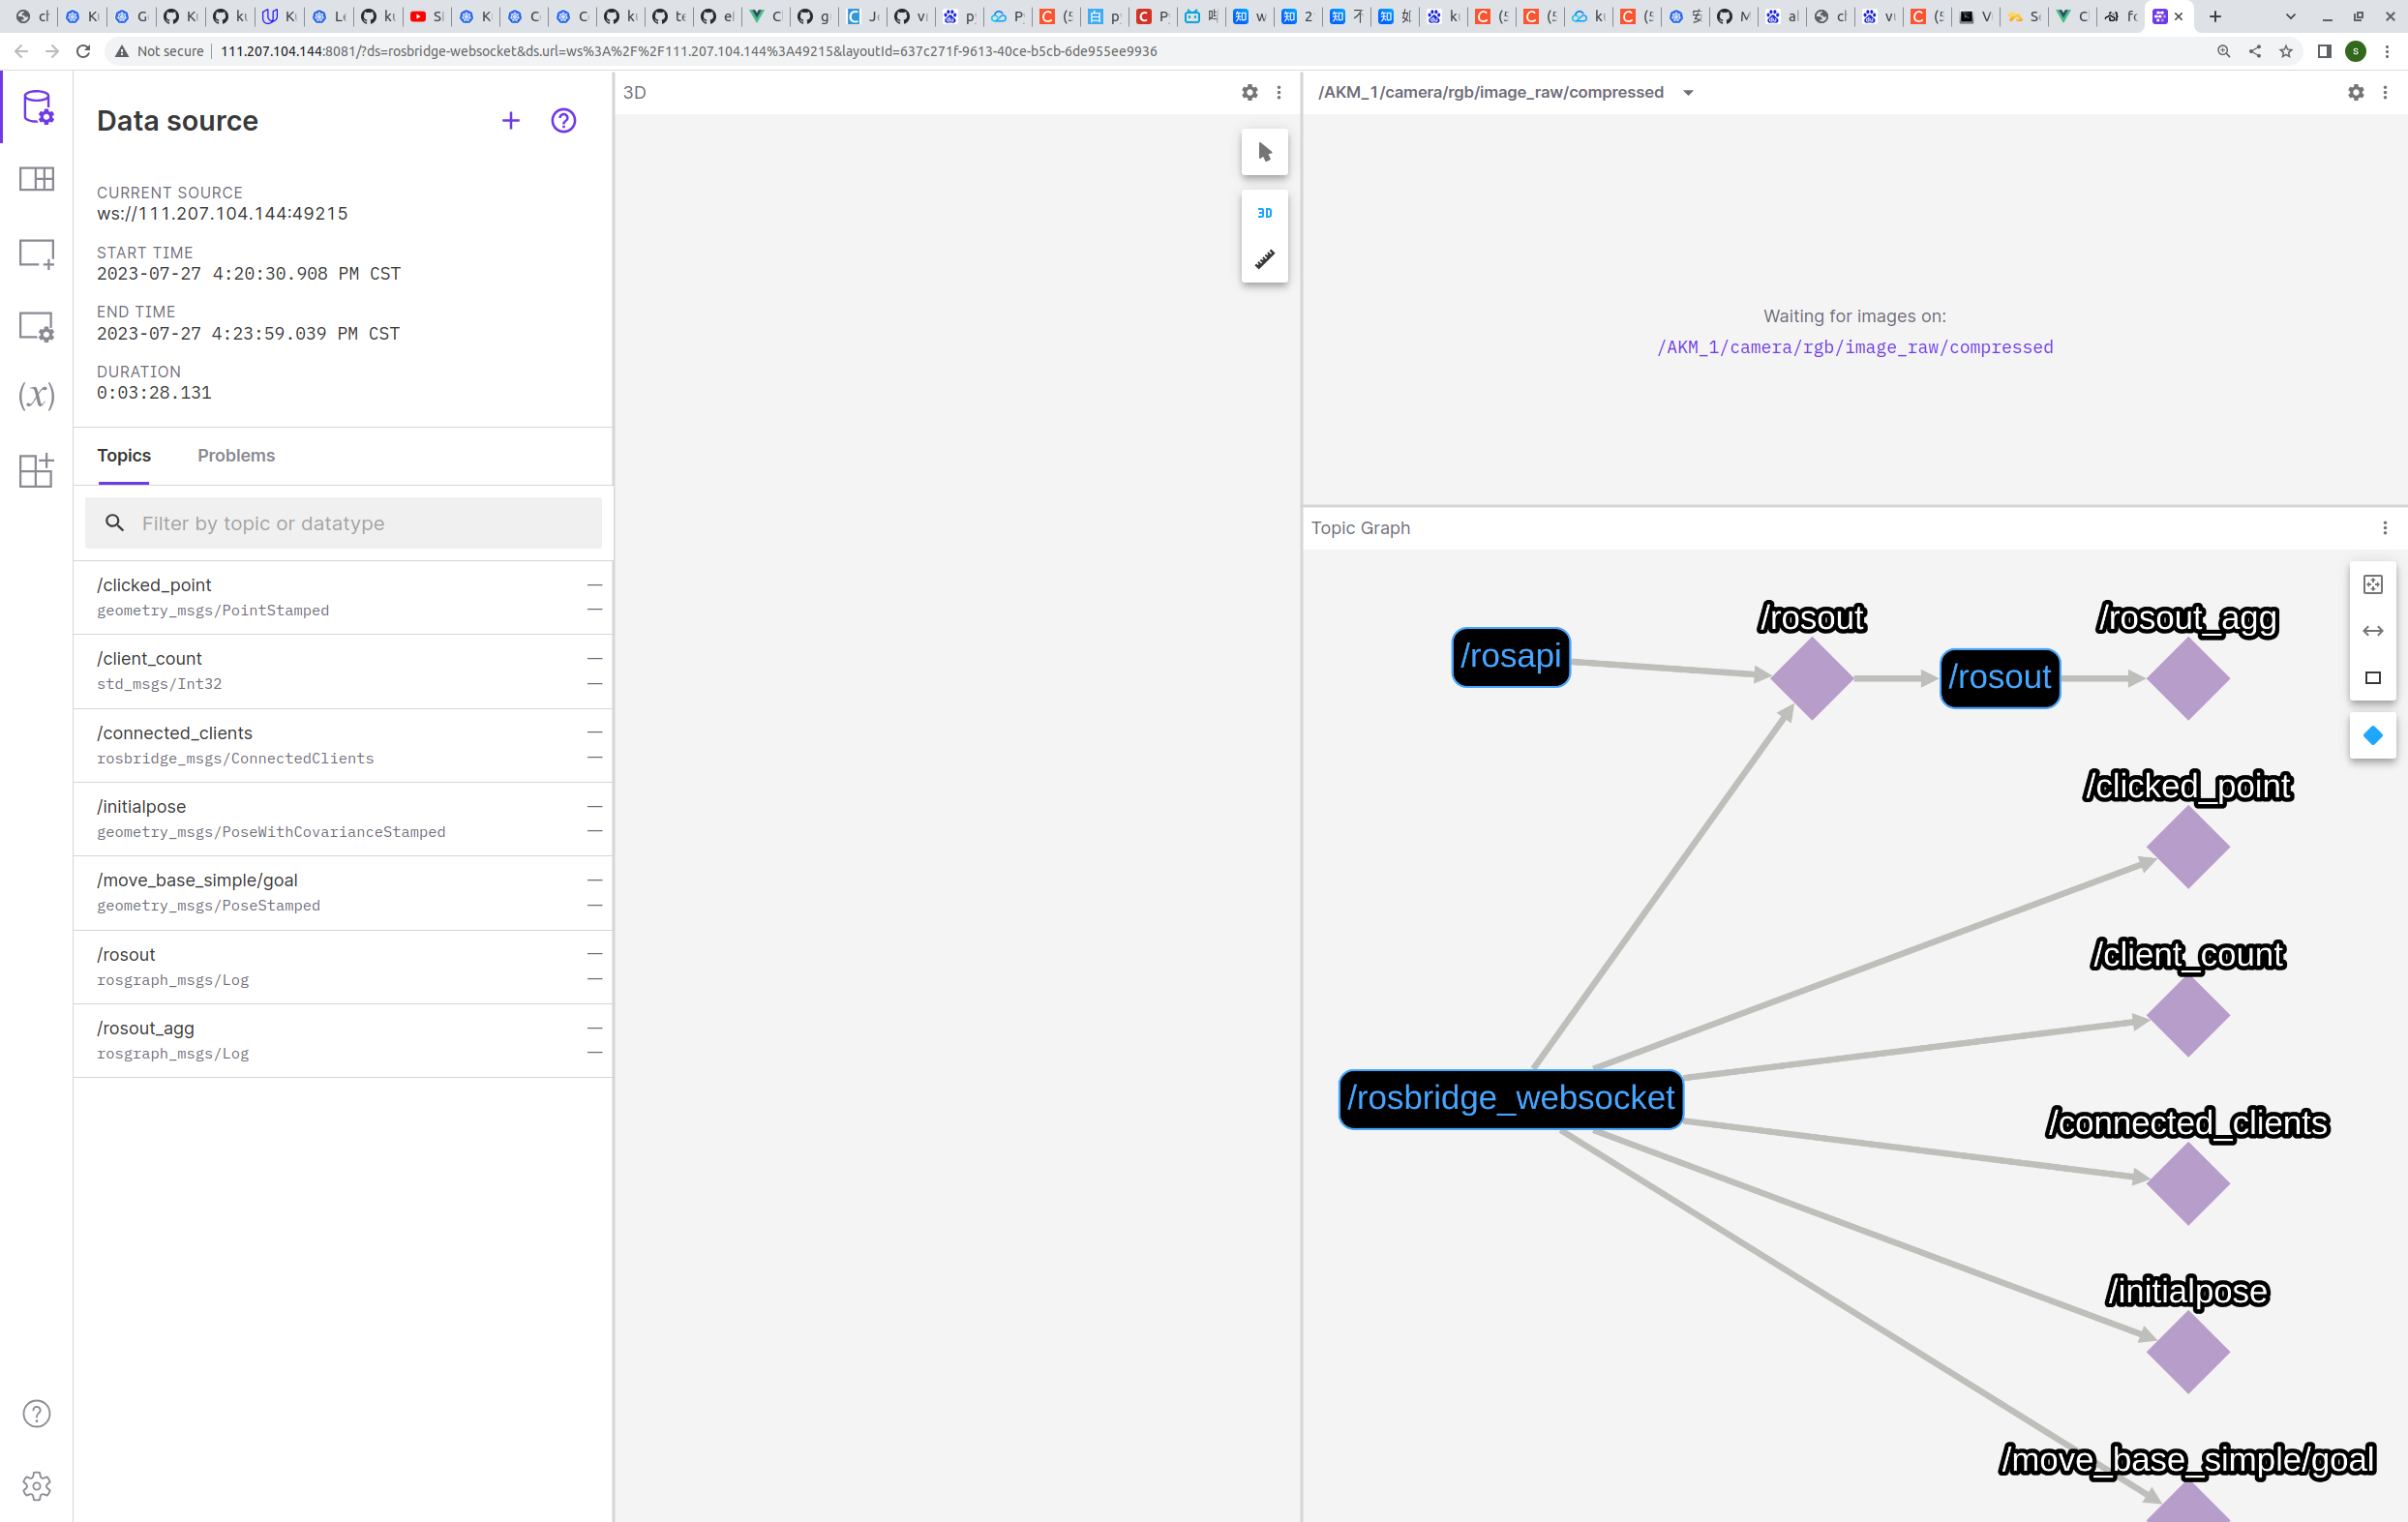 Not secure
111.207.104.144:8081/?ds=rosbridge-websocket&ds.url=ws%3A%2F%2F111.207.104.144%3A49215&layoutId=637c271f-9613-40ce-b5cb-6de955ee9936
Data source
CURRENT SOURCE
ws://111.207.104.144:49215
START TIME
2023-07-27 4:20:30.908 PM CST
END TIME
2023-07-27 4:23:59.039 PM CST
DURATION
0:03:28.131
Topics Problems
Filter by topic or datatype
/clicked_point
geometry_msgs/PointStamped
/client_count
std_msgs/Int32
/connected_clients
rosbridge_msgs/ConnectedClients
/initialpose
geometry_msgs/PoseWithCovarianceStamped
/move_base_simple/goal
geometry_msgs/PoseStamped
/rosout
rosgraph_msgs/Log
/rosout_agg
rosgraph_msgs/Log
3D
3D
/AKM_1/camera/rgb/image_raw/compressed
Waiting for images on:
/AKM_1/camera/rgb/image_raw/compressed
Topic Graph
/rosapi
/rosout
/rosout
/rosout_agg
/clicked_point
/client_count
/rosbridge_websocket
/connected_clients
/initialpose
/move_base_simple/goal